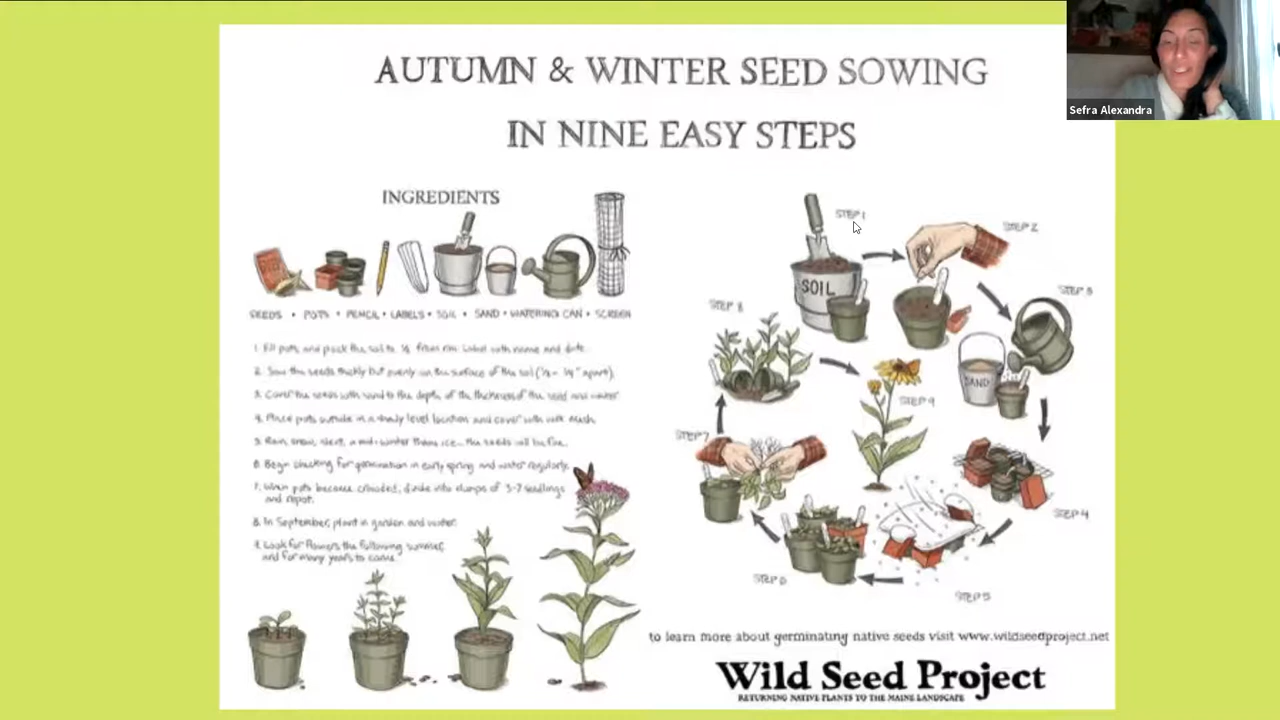 AUTUMN & WINTER SEED SOWING
IN NINE EASY STEPS
Sefra Alexandra
INGREDIENTS
SEEDS • POTS • PENCIL • LABELS • SOIL • SAND • WATERING CAN • SCREEN
1. Fill pots and pack the soil to from rim. Label with name and date.
2. Sow the seeds thickly but evenly on the surface of the soil apart).
3. Cover the seeds with sand to the depth of the thickness of the seed and water
4. Place pots outside in a shady level location and cover with mesh.
5. Rain, snow, sleet, a mid-winter thaw, ice... the seeds will be fine.
6. Begin checking for germination in early spring and water regularly.
7. When pots become crowded, divide into clumps of 3-7 seedlings
and repot.
8. In September, plant in garden and water.
9. Look for flowers the following summer,
and for many years to come.
STEP 1
STEP 2
STEP 3
STEP 4
STEP 5
STEP 6
STEP 7
STEP 8
STEP 9
SOIL
SAND
to learn more about germinating native seeds visit www.wildseedproject.net
Wild Seed Project
RETURNING NATIVE PLANTS TO THE MAINE LANDSCAPE